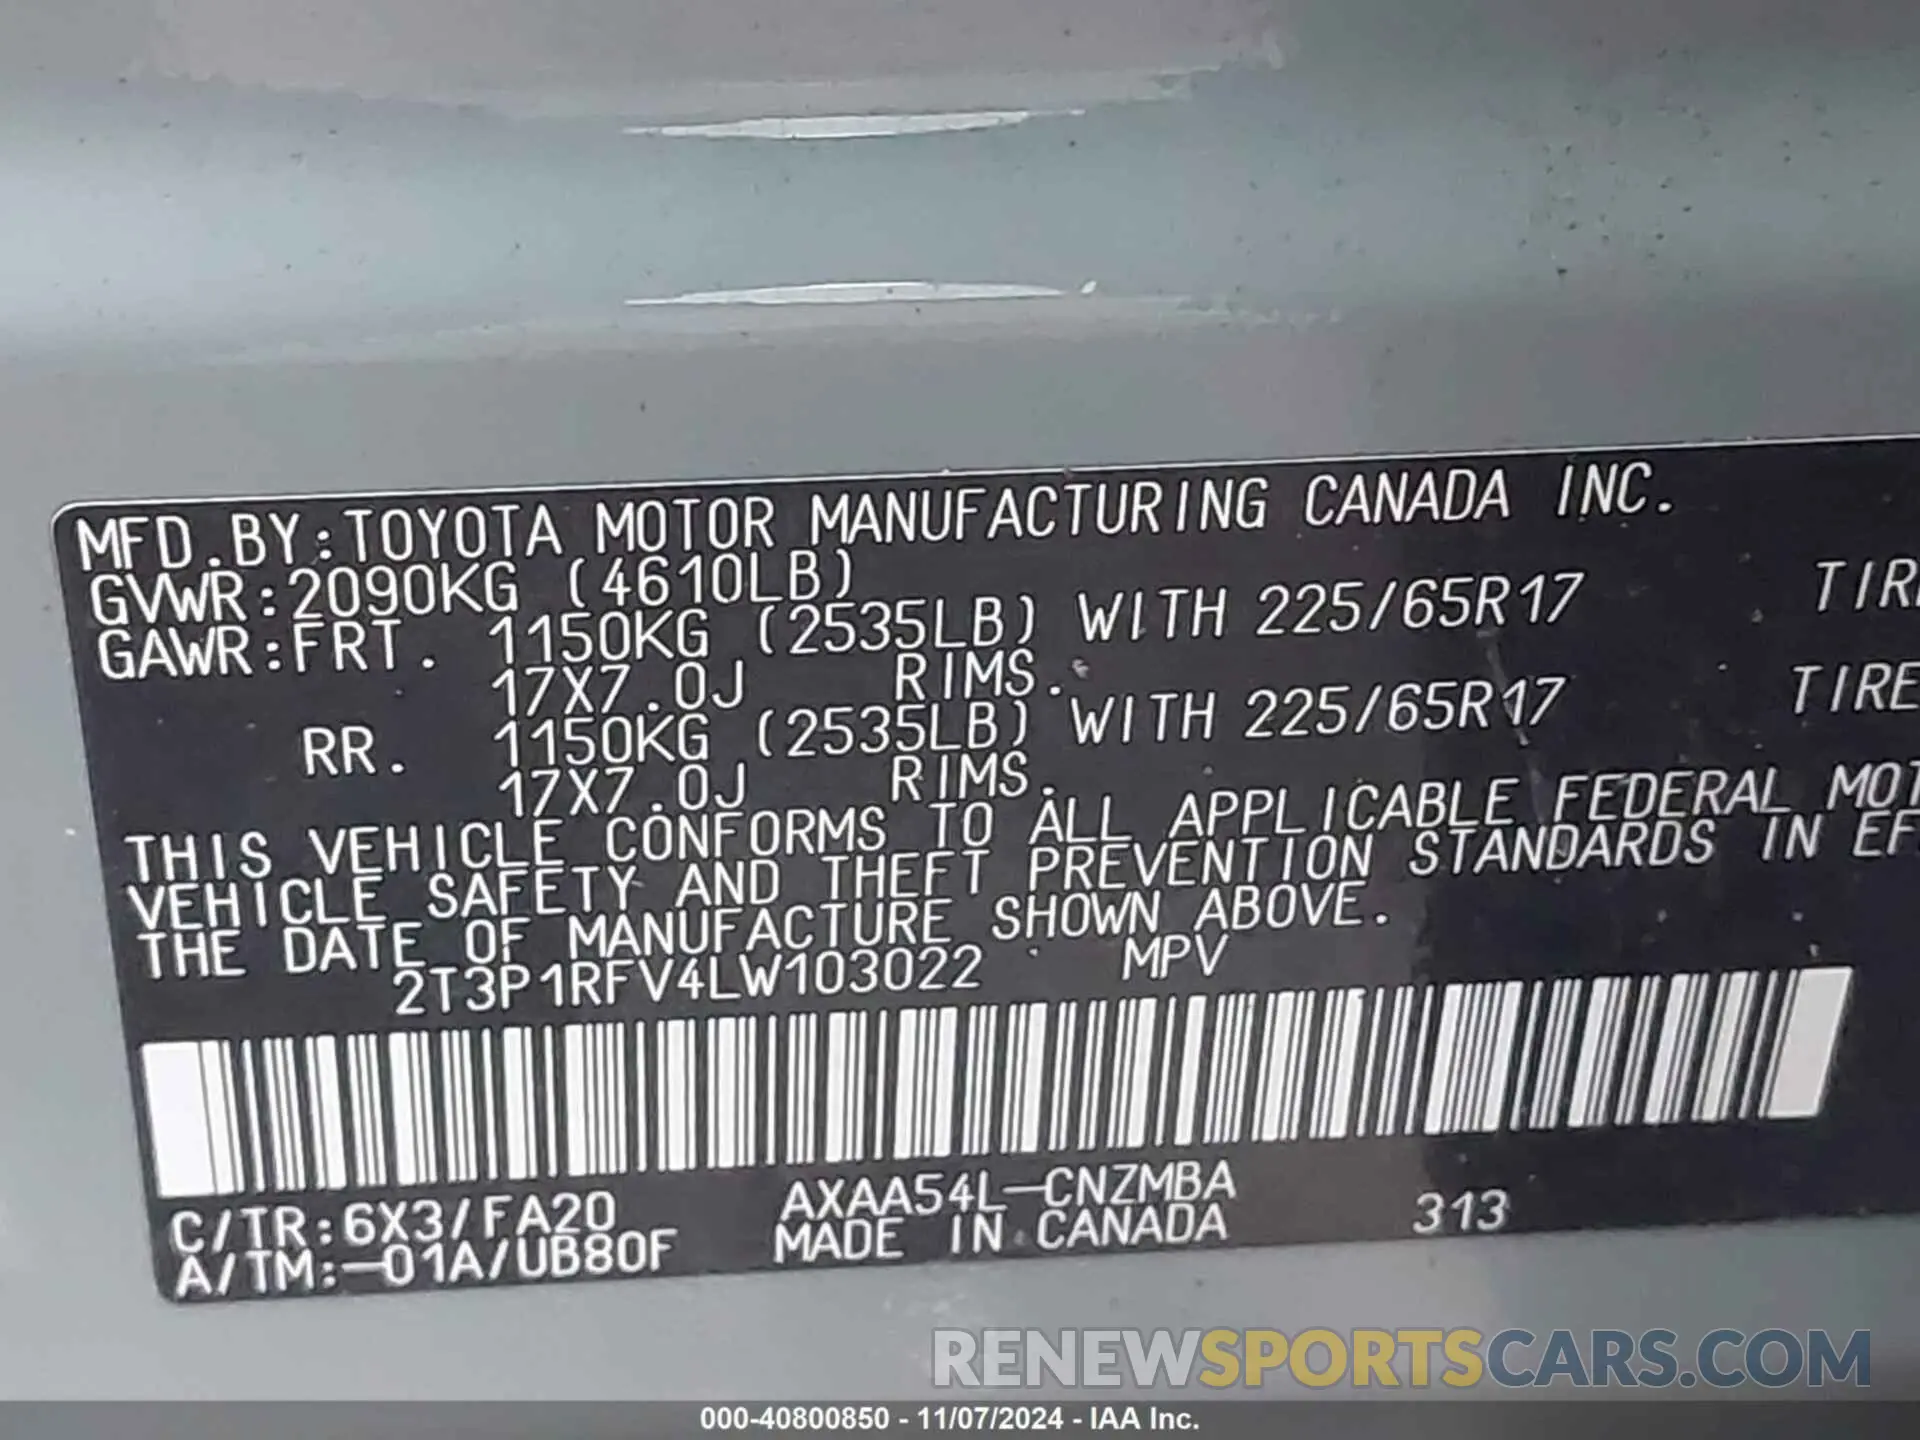 MFD.BY:TOYOTA MOTOR MANUFACTURING CANADA INC.
GVWR:2090KG (4610LB)
GAWR:FRT. 1150KG (2535LB) WITH 225/65R17 TIRE
17X7.0J RIMS.
RR. 1150KG (2535LB) WITH 225/65R17 TIRE
17X7.0J RIMS.
THIS VEHICLE CONFORMS TO ALL APPLICABLE FEDERAL MOT
VEHICLE SAFETY AND THEFT PREVENTION STANDARDS IN EF
THE DATE OF MANUFACTURE SHOWN ABOVE.
2T3P1RFV4LW103022 MPV
C/TR:6X3/FA20 AXAA54L-CNZMBA 313
A/TM:-01A/UB80F MADE IN CANADA
RENEWSPORTSCARS.COM
000-40800850 - 11/07/2024 - IAA Inc.